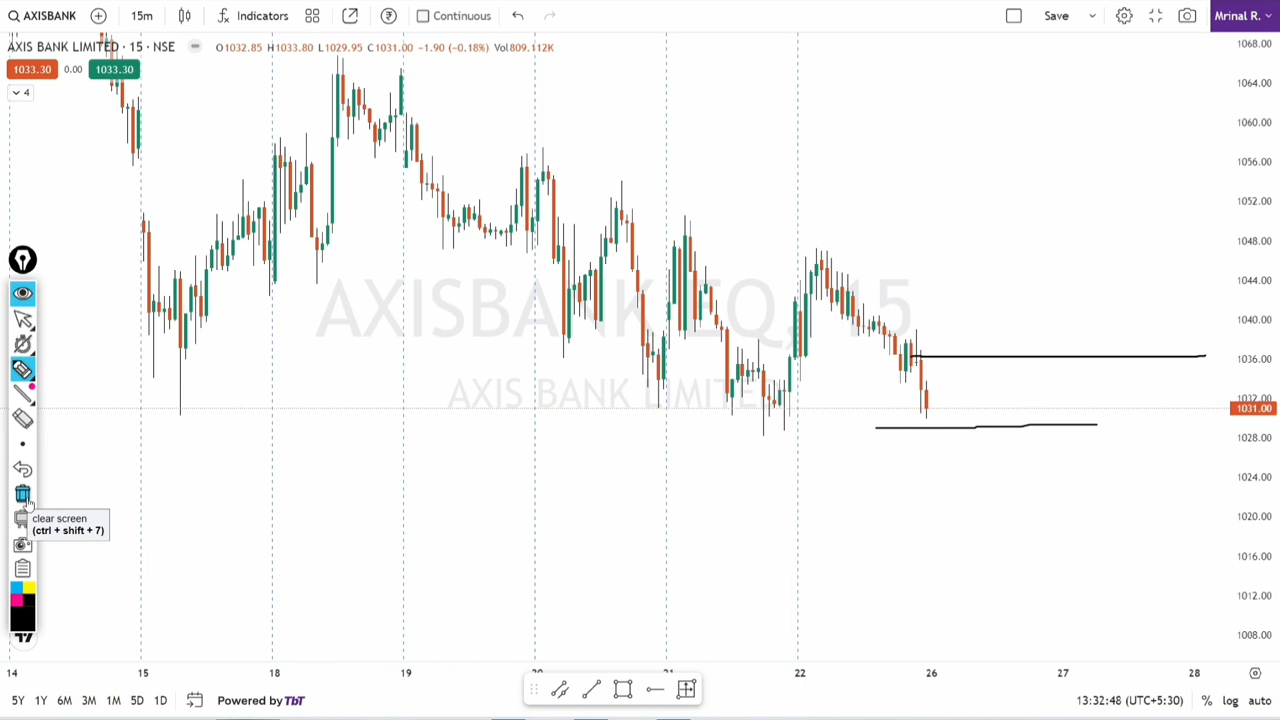 AXISBANK 15m Indicators Continuous Save Mrinal R.
AXIS BANK LIMITED · 15 · NSE O1032.85 H1033.80 L1029.95 C1031.00 −1.90 (−0.18%) Vol809.112K
1033.30 0.00 1033.30
4
AXISBANK EQ, 15
AXIS BANK LIMITED
1068.00
1064.00
1060.00
1056.00
1052.00
1048.00
1044.00
1040.00
1036.00
1032.00
1031.00
1028.00
1024.00
1020.00
1016.00
1012.00
1008.00
clear screen
(ctrl + shift + 7)
14 15 18 19 20 21 22 26 27 28
5Y 1Y 6M 3M 1M 5D 1D Powered by TbT 13:32:48 (UTC+5:30) % log auto